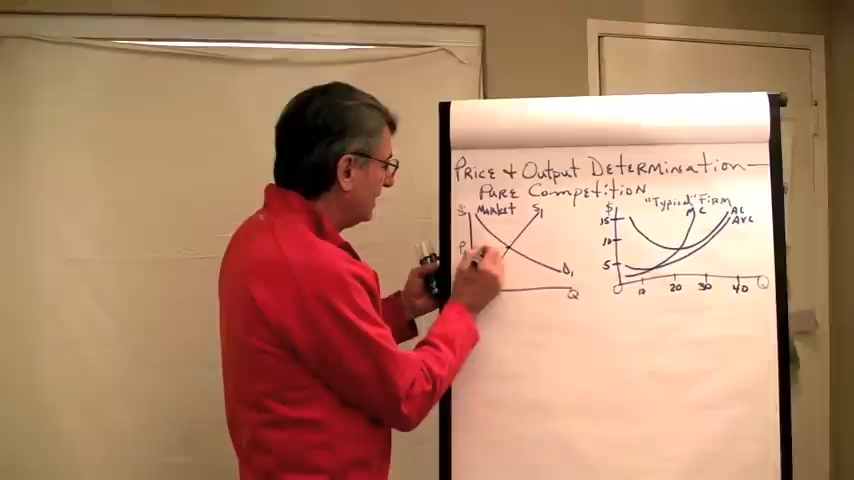 Price + Output Determination —
Pure Competition
Market
"Typical" Firm
$
S1
P1
D1
Q
$
15
10
5
0
10
20
30
40
Q
MC
AC
AVC